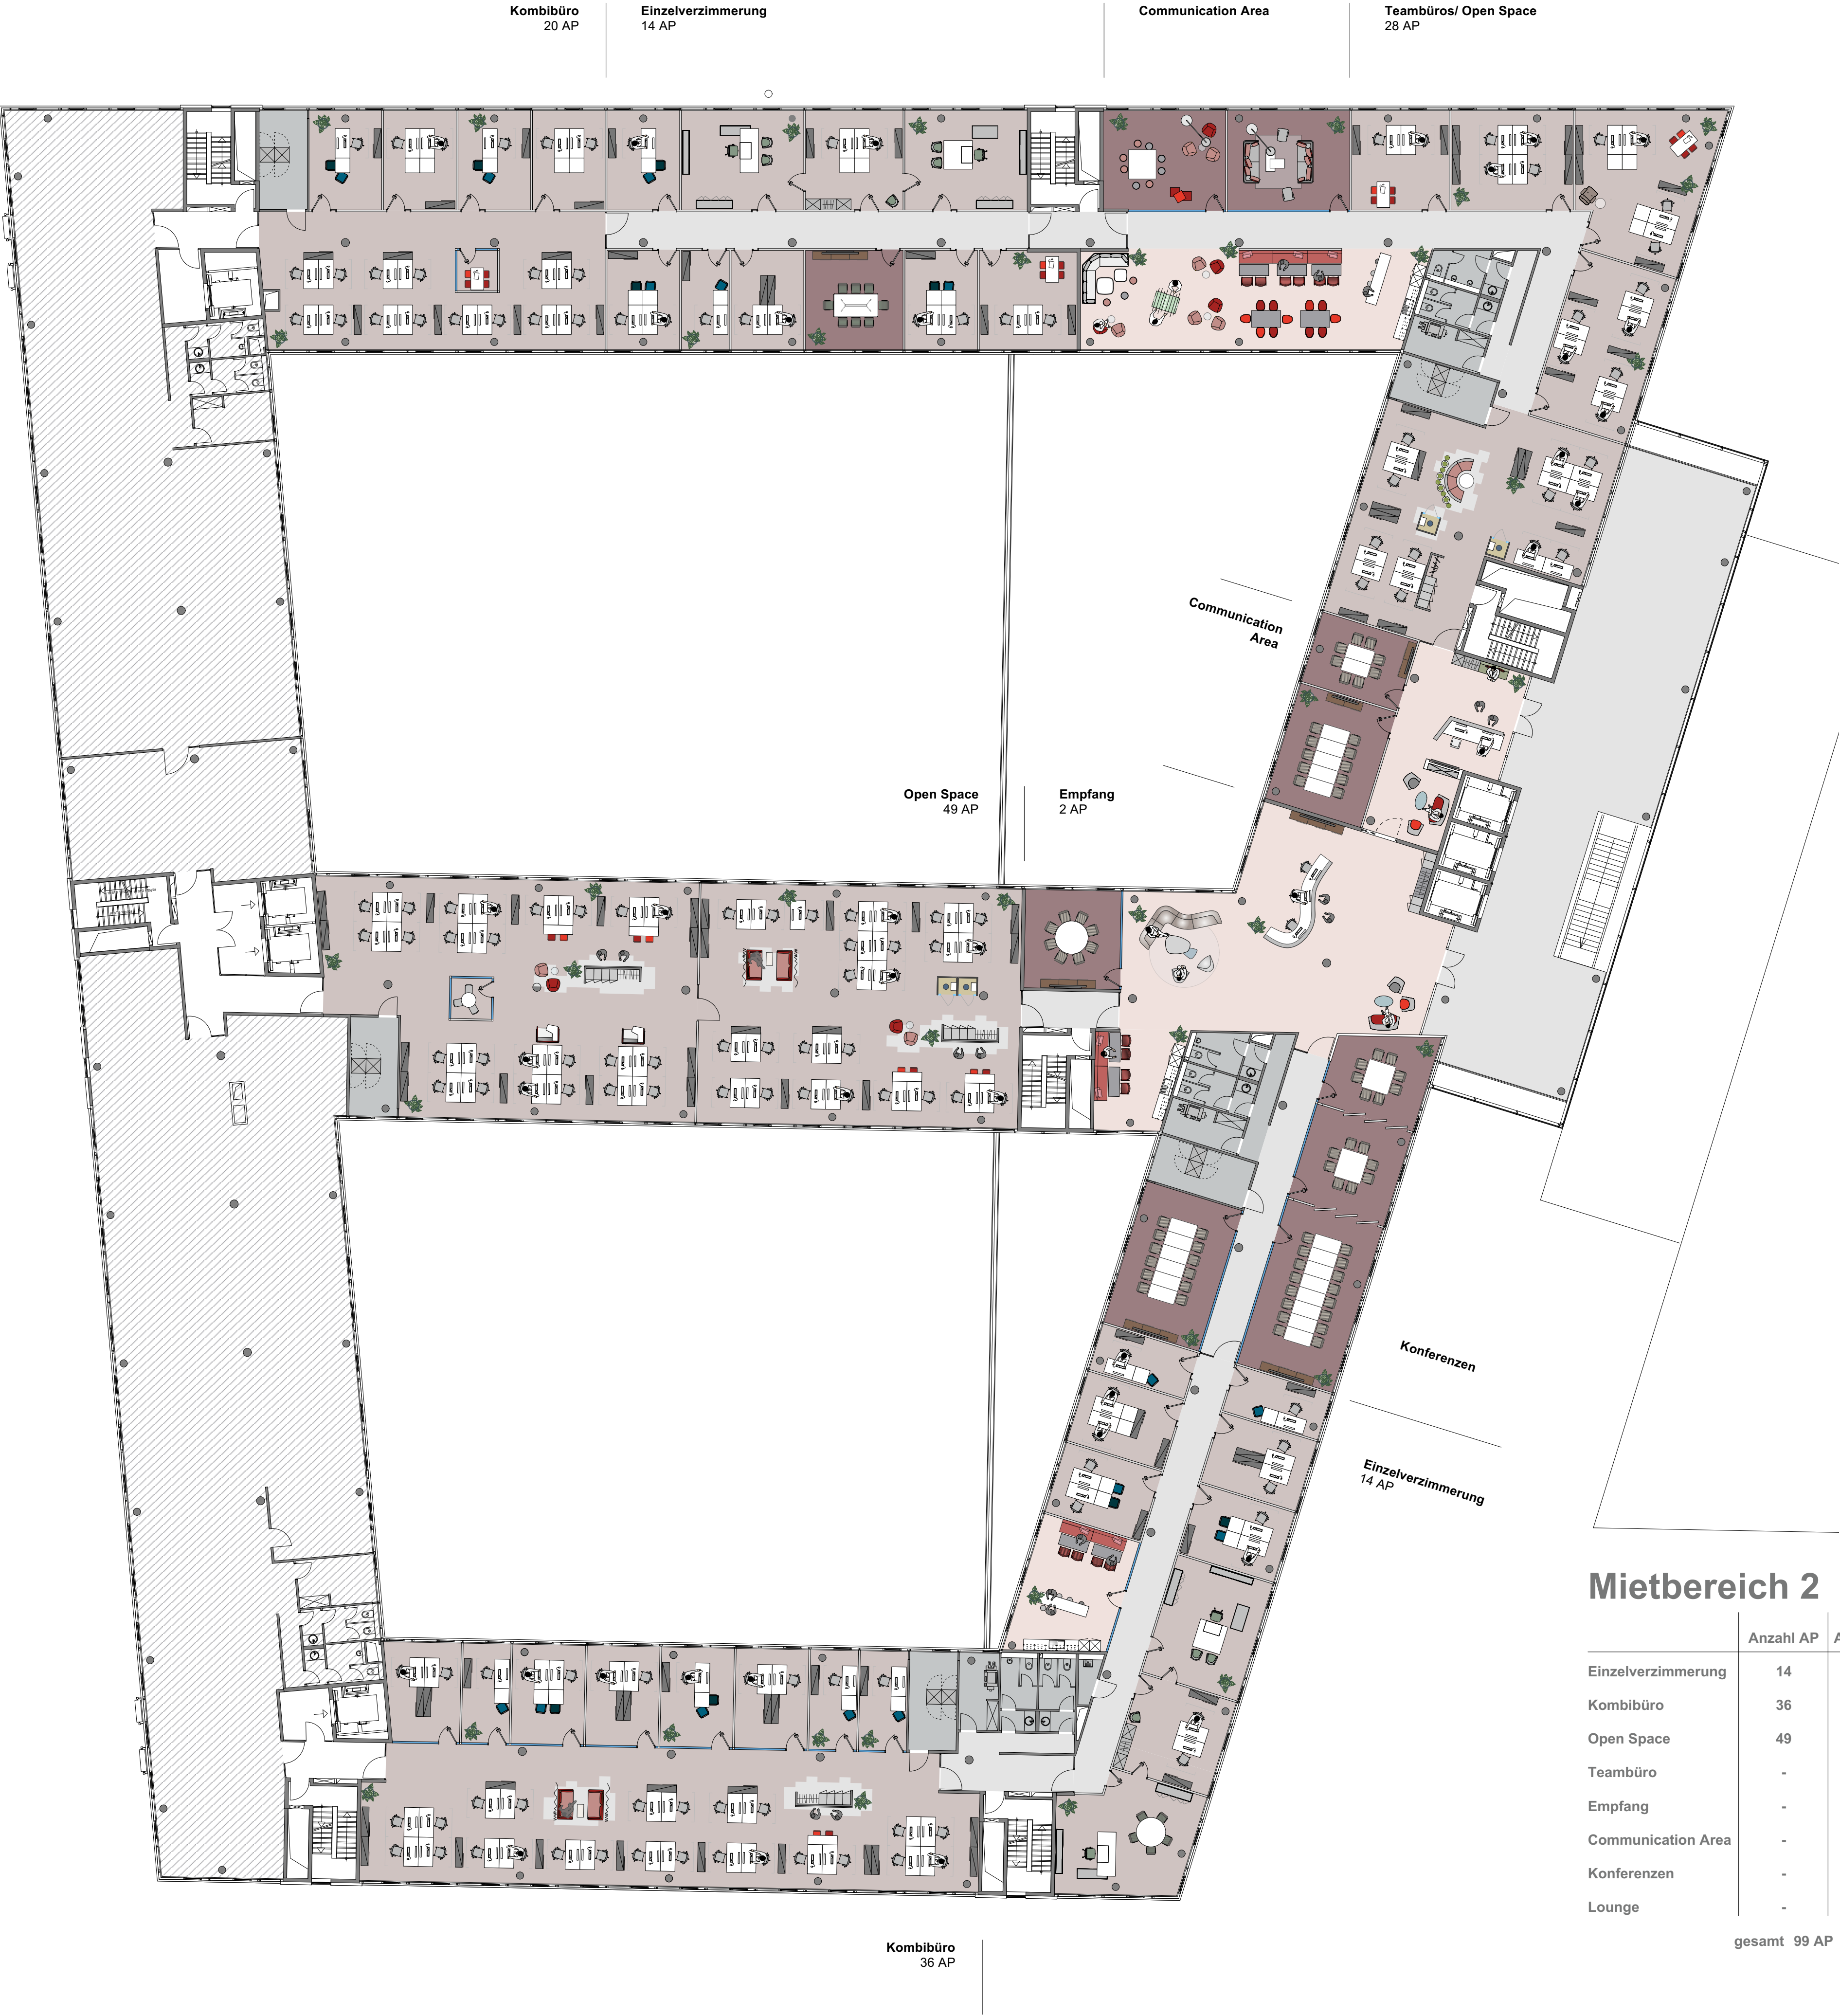 Kombibüro
20 AP
Einzelverzimmerung
14 AP
Communication Area
Teambüros/ Open Space
28 AP
Communication
Area
Open Space
49 AP
Empfang
2 AP
Konferenzen
Einzelverzimmerung
14 AP
Mietbereich 2
Anzahl AP A
Einzelverzimmerung 14
Kombibüro 36
Open Space 49
Teambüro -
Empfang -
Communication Area -
Konferenzen -
Lounge -
gesamt 99 AP
Kombibüro
36 AP